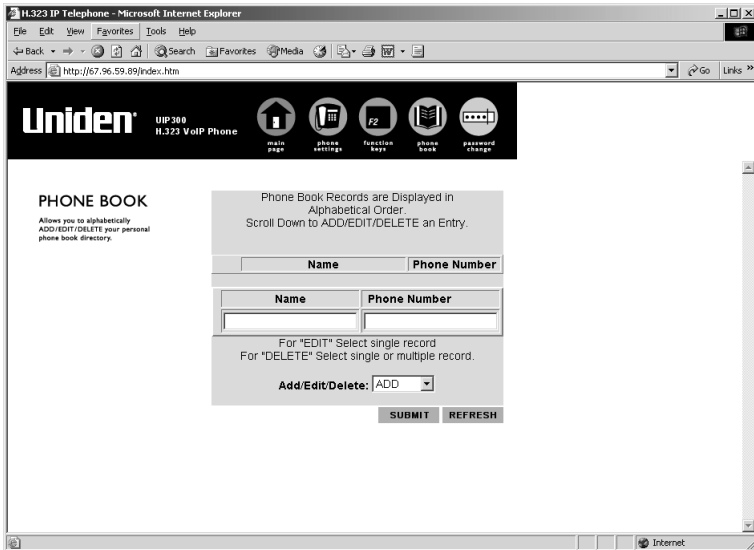 H.323 IP Telephone - Microsoft Internet Explorer
File Edit View Favorites Tools Help
Back Search Favorites Media
Address http://67.96.59.89/index.htm Go Links »
Uniden®
UIP300
H.323 VoIP Phone
F2
main page
phone settings
function keys
phone book
password change
PHONE BOOK
Allows you to alphabetically
ADD/EDIT/DELETE your personal
phone book directory.
Phone Book Records are Displayed in
Alphabetical Order.
Scroll Down to ADD/EDIT/DELETE an Entry.
Name Phone Number
Name Phone Number
For "EDIT" Select single record
For "DELETE" Select single or multiple record.
Add/Edit/Delete: ADD
SUBMIT REFRESH
Internet